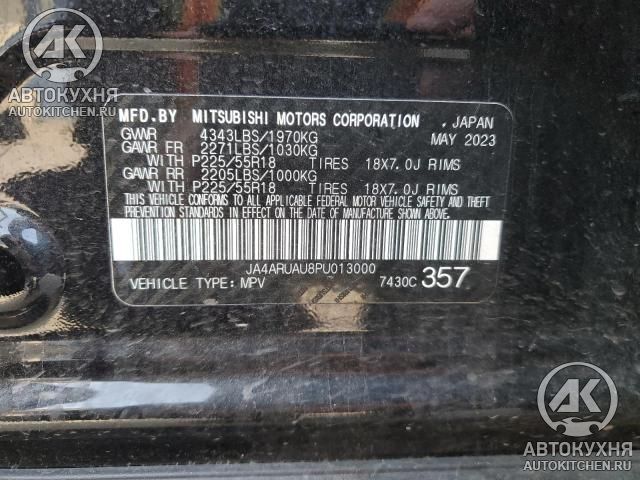 АК
АВТОКУХНЯ
AUTOKITCHEN.RU
MFD.BY MITSUBISHI MOTORS CORPORATION , JAPAN
GVWR 4343LBS/1970KG MAY 2023
GAWR FR 2271LBS/1030KG
WITH P225/55R18 TIRES 18X7.0J RIMS
GAWR RR 2205LBS/1000KG
WITH P225/55R18 TIRES 18X7.0J RIMS
THIS VEHICLE CONFORMS TO ALL APPLICABLE FEDERAL MOTOR VEHICLE SAFETY AND THEFT
PREVENTION STANDARDS IN EFFECT ON THE DATE OF MANUFACTURE SHOWN ABOVE.
JA4ARUAU8PU013000
VEHICLE TYPE: MPV 7430C 357
АК
АВТОКУХНЯ
AUTOKITCHEN.RU